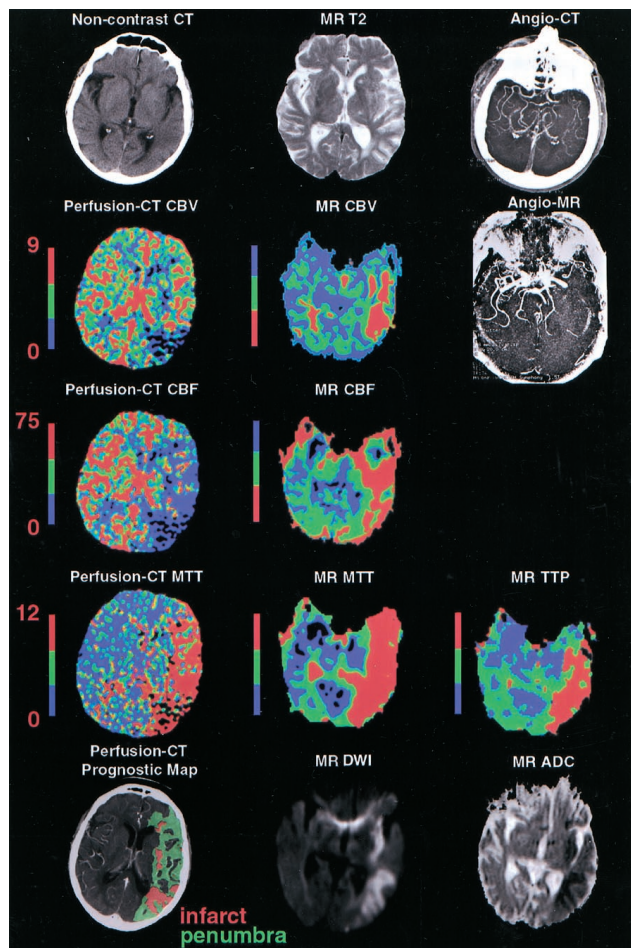 Non-contrast CT
MR T2
Angio-CT
Perfusion-CT CBV
MR CBV
Angio-MR
9
0
Perfusion-CT CBF
MR CBF
75
0
Perfusion-CT MTT
MR MTT
MR TTP
12
0
Perfusion-CT
Prognostic Map
MR DWI
MR ADC
infarct
penumbra